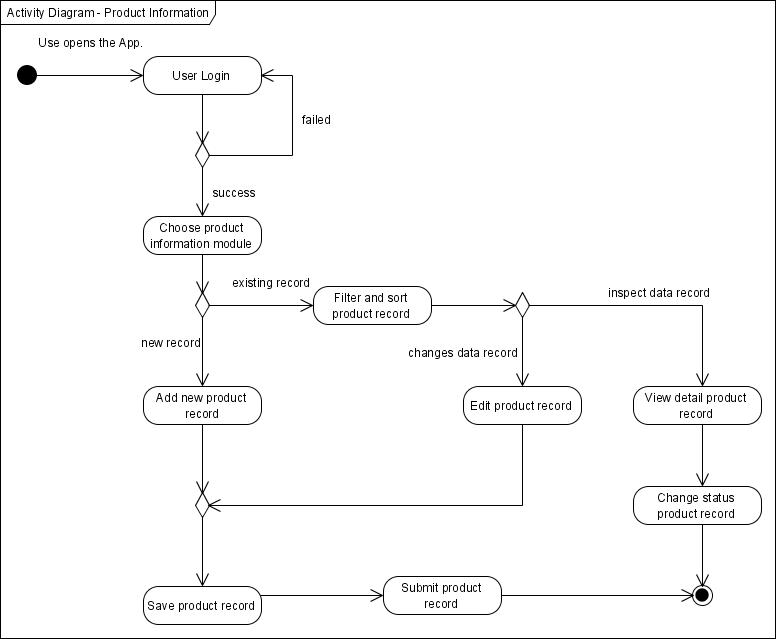 Activity Diagram - Product Information
Use opens the App.
User Login
failed
success
Choose product
information module
existing record
Filter and sort
product record
inspect data record
new record
changes data record
Add new product
record
Edit product record
View detail product
record
Change status
product record
Save product record
Submit product
record